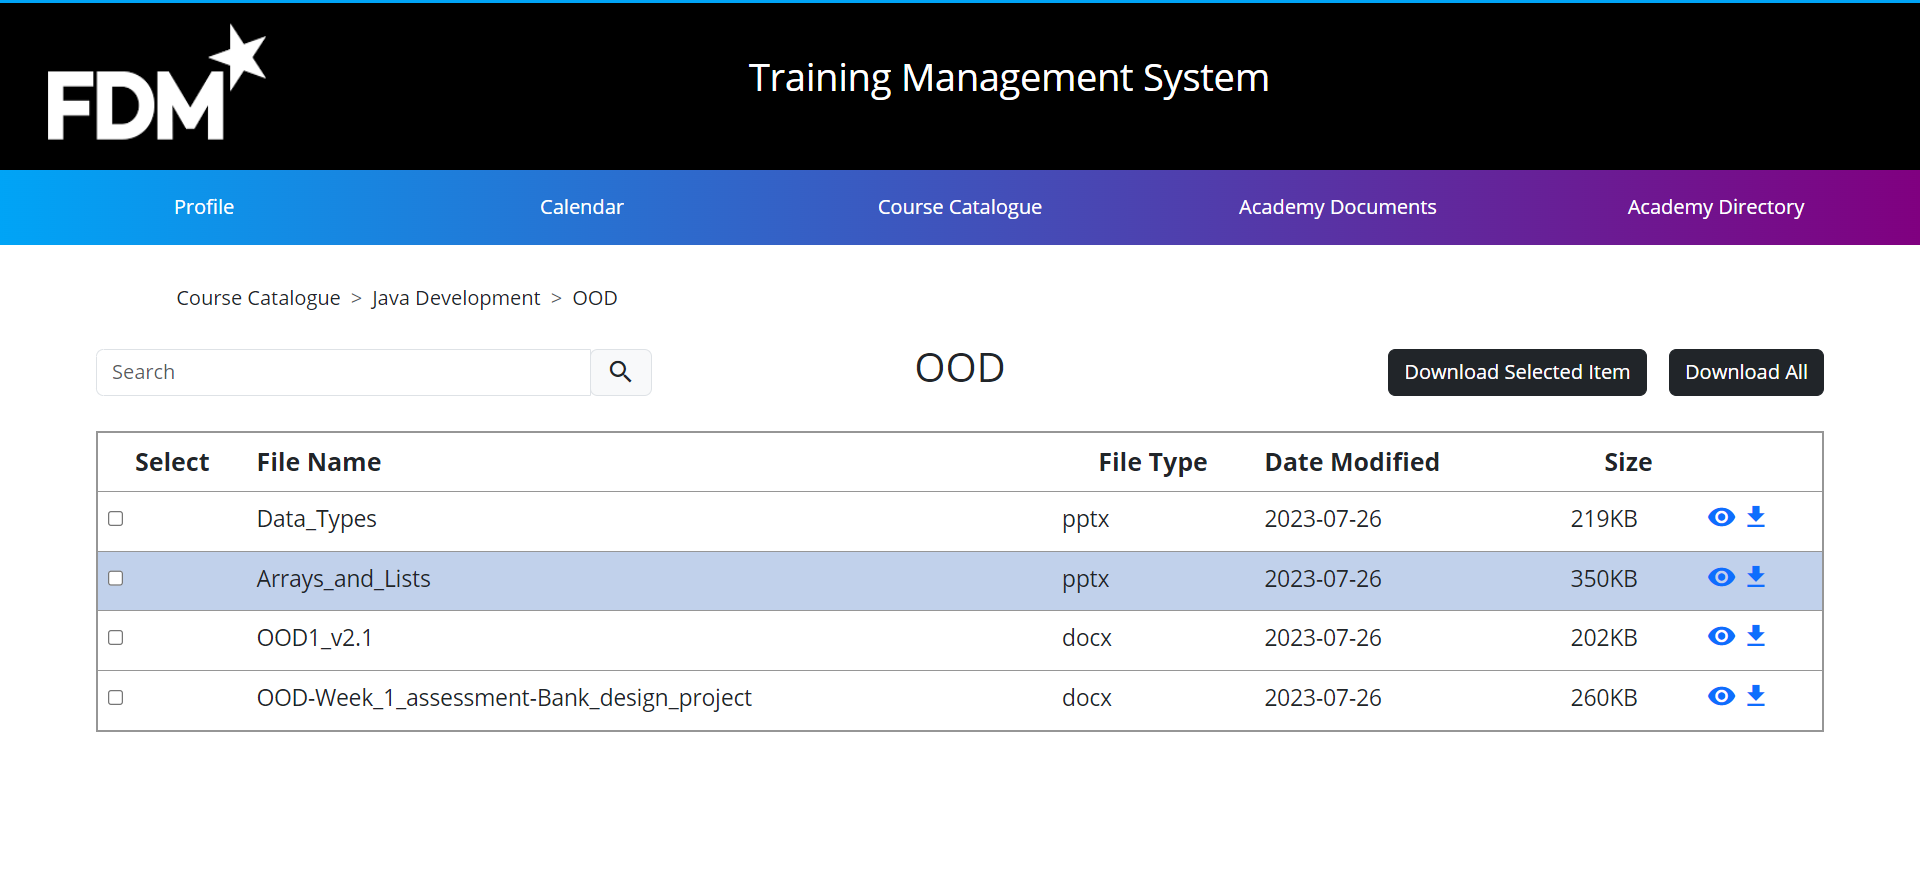 FDM
Training Management System
Profile Calendar Course Catalogue Academy Documents Academy Directory
Course Catalogue > Java Development > OOD
Search OOD Download Selected Item Download All
Select File Name File Type Date Modified Size
Data_Types pptx 2023-07-26 219KB
Arrays_and_Lists pptx 2023-07-26 350KB
OOD1_v2.1 docx 2023-07-26 202KB
OOD-Week_1_assessment-Bank_design_project docx 2023-07-26 260KB